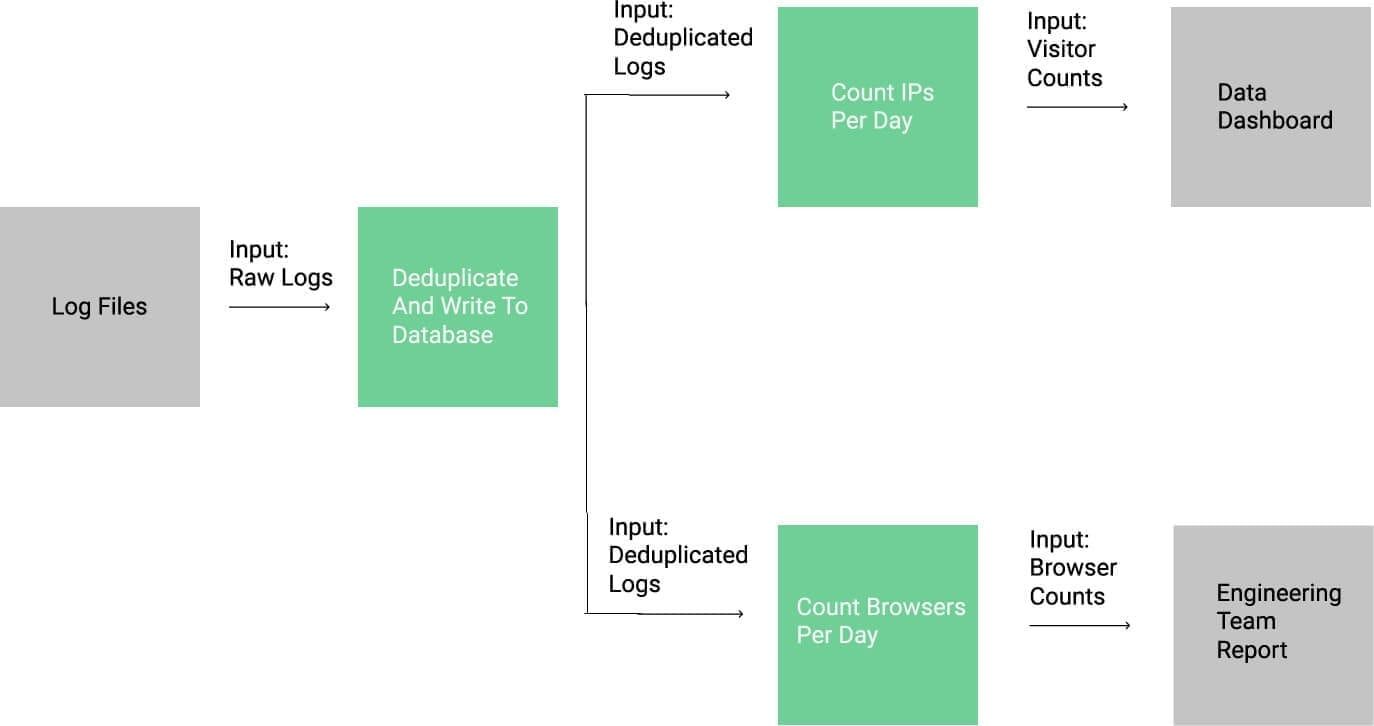 Log Files
Input:
Raw Logs
Deduplicate
And Write To
Database
Input:
Deduplicated
Logs
Count IPs
Per Day
Input:
Visitor
Counts
Data
Dashboard
Input:
Deduplicated
Logs
Count Browsers
Per Day
Input:
Browser
Counts
Engineering
Team
Report